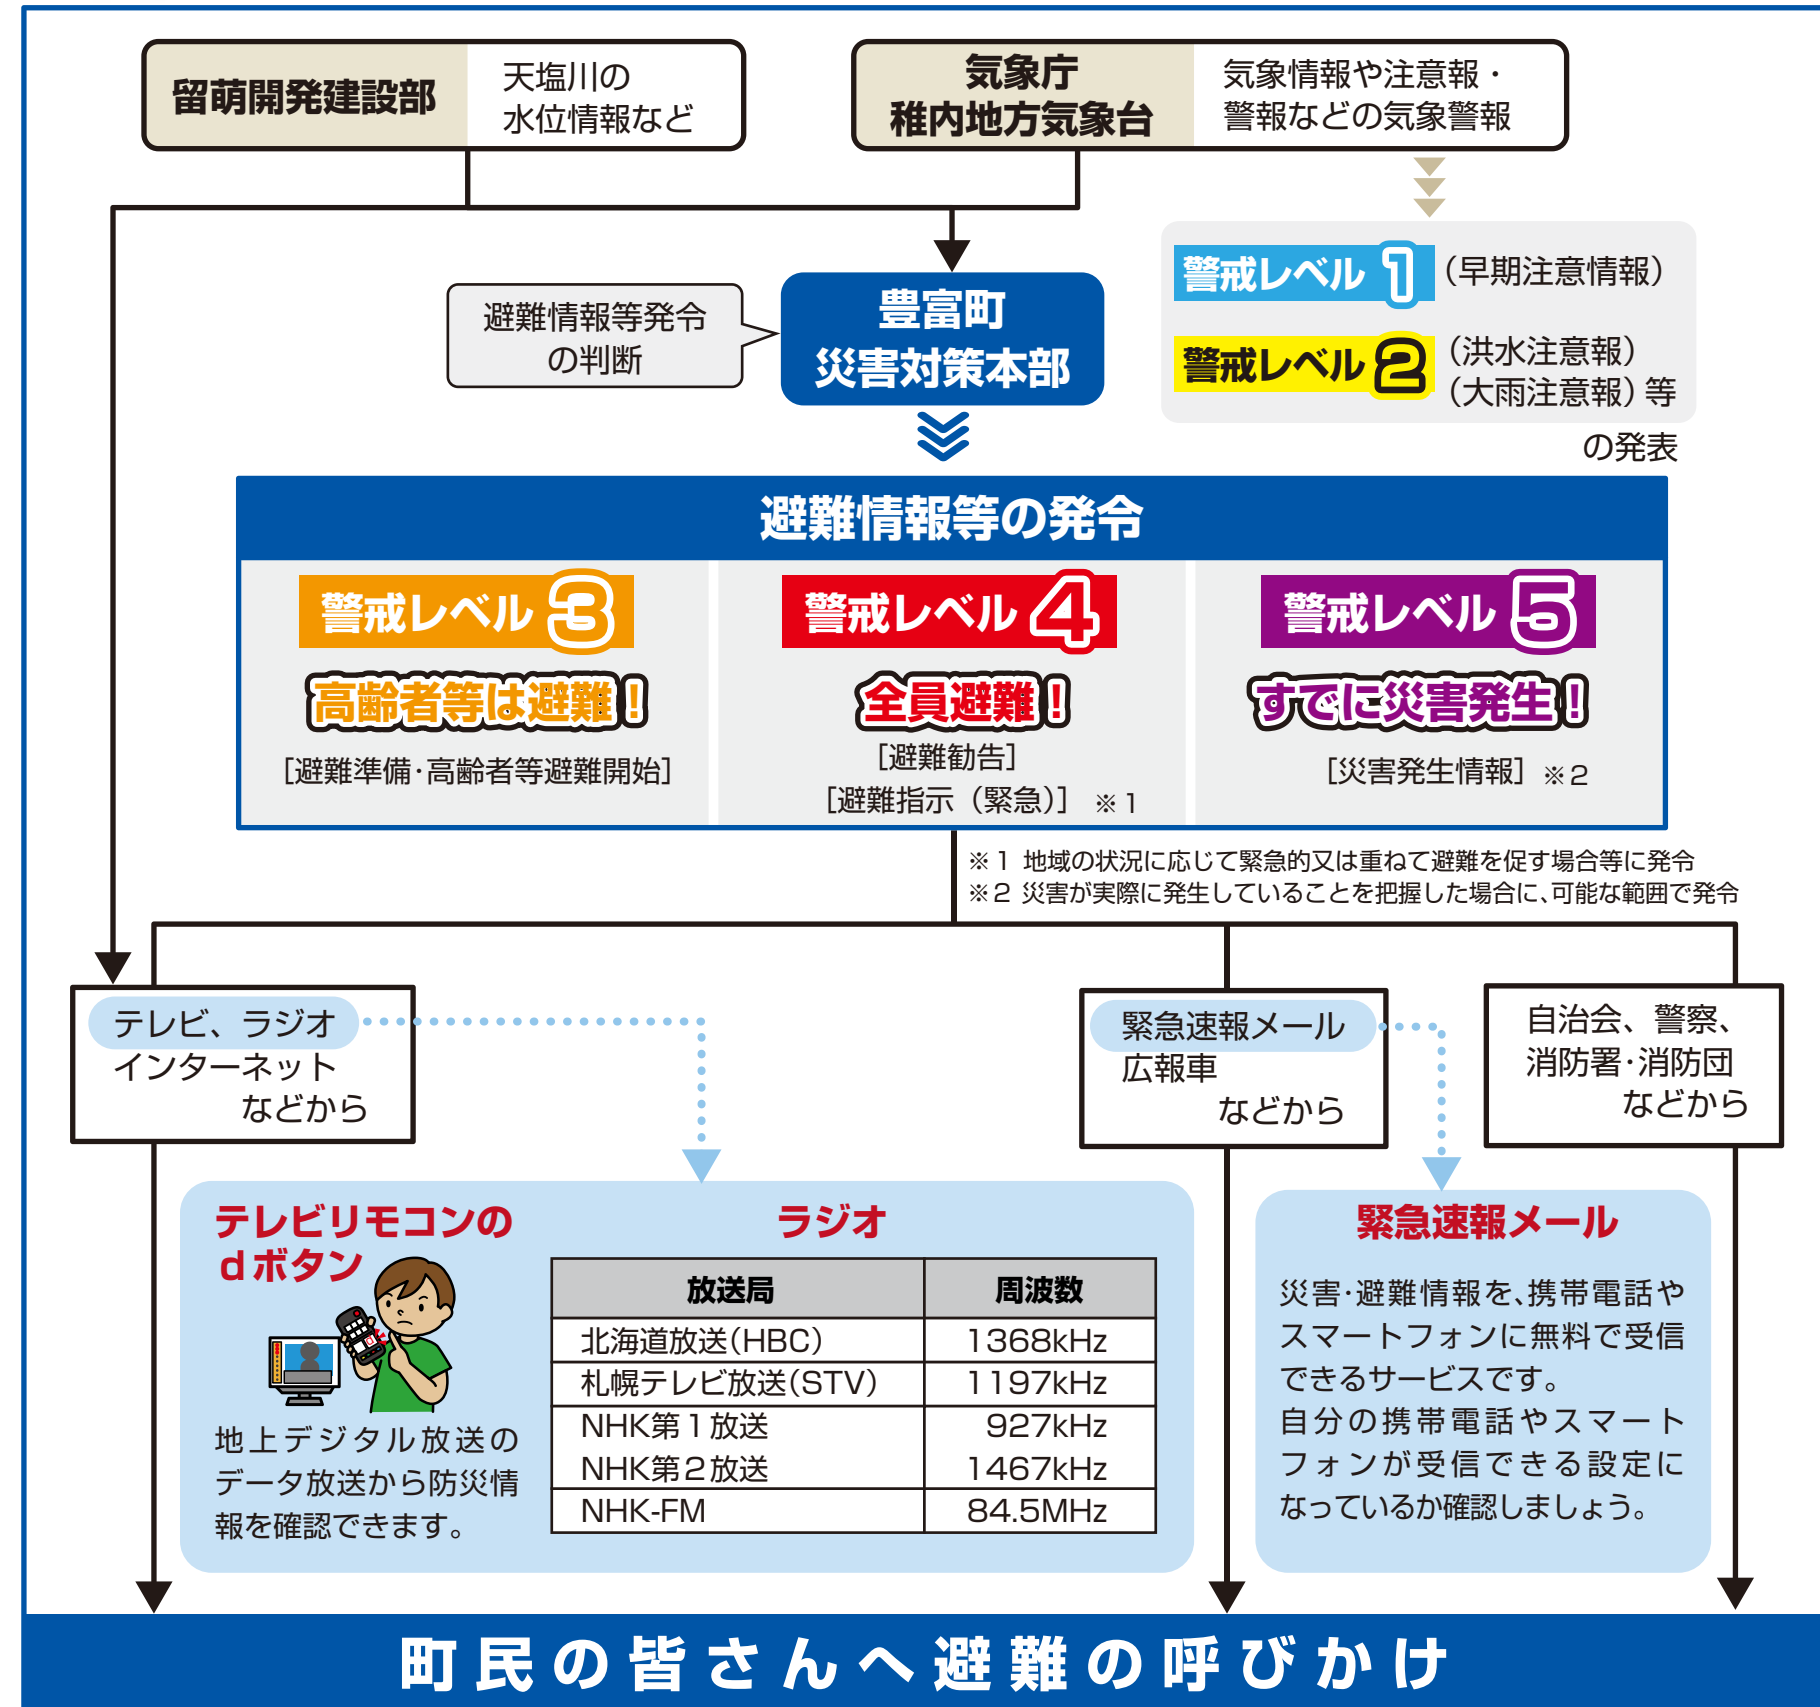 留萌開発建設部
天塩川の
水位情報など
気象庁
稚内地方気象台
気象情報や注意報・
警報などの気象警報
警戒レベル 1 （早期注意情報）
警戒レベル 2 （洪水注意報）
（大雨注意報）等
の発表
避難情報等発令
の判断
豊富町
災害対策本部
避難情報等の発令
警戒レベル 3
高齢者等は避難！
［避難準備・高齢者等避難開始］
警戒レベル 4
全員避難！
［避難勧告］
［避難指示（緊急）］ ※1
警戒レベル 5
すでに災害発生！
［災害発生情報］ ※2
※1 地域の状況に応じて緊急的又は重ねて避難を促す場合等に発令
※2 災害が実際に発生していることを把握した場合に、可能な範囲で発令
テレビ、ラジオ
インターネット
などから
緊急速報メール
広報車
などから
自治会、警察、
消防署・消防団
などから
テレビリモコンの
dボタン
地上デジタル放送の
データ放送から防災情
報を確認できます。
ラジオ
放送局 周波数
北海道放送(HBC) 1368kHz
札幌テレビ放送(STV) 1197kHz
NHK第1放送 927kHz
NHK第2放送 1467kHz
NHK-FM 84.5MHz
緊急速報メール
災害・避難情報を、携帯電話や
スマートフォンに無料で受信
できるサービスです。
自分の携帯電話やスマート
フォンが受信できる設定に
なっているか確認しましょう。
町民の皆さんへ避難の呼びかけ